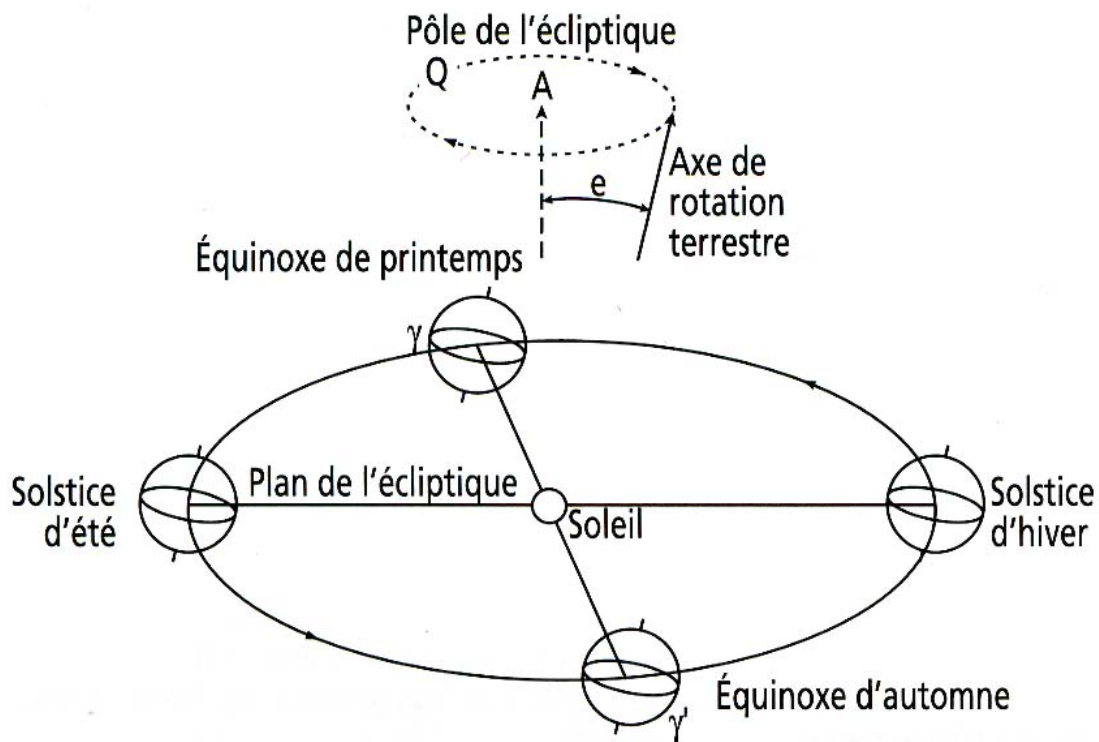 Pôle de l'écliptique
Q
A
e
Axe de
rotation
terrestre
Équinoxe de printemps
γ
Solstice
d'été
Plan de l'écliptique
Soleil
Solstice
d'hiver
Équinoxe d'automne
γ'